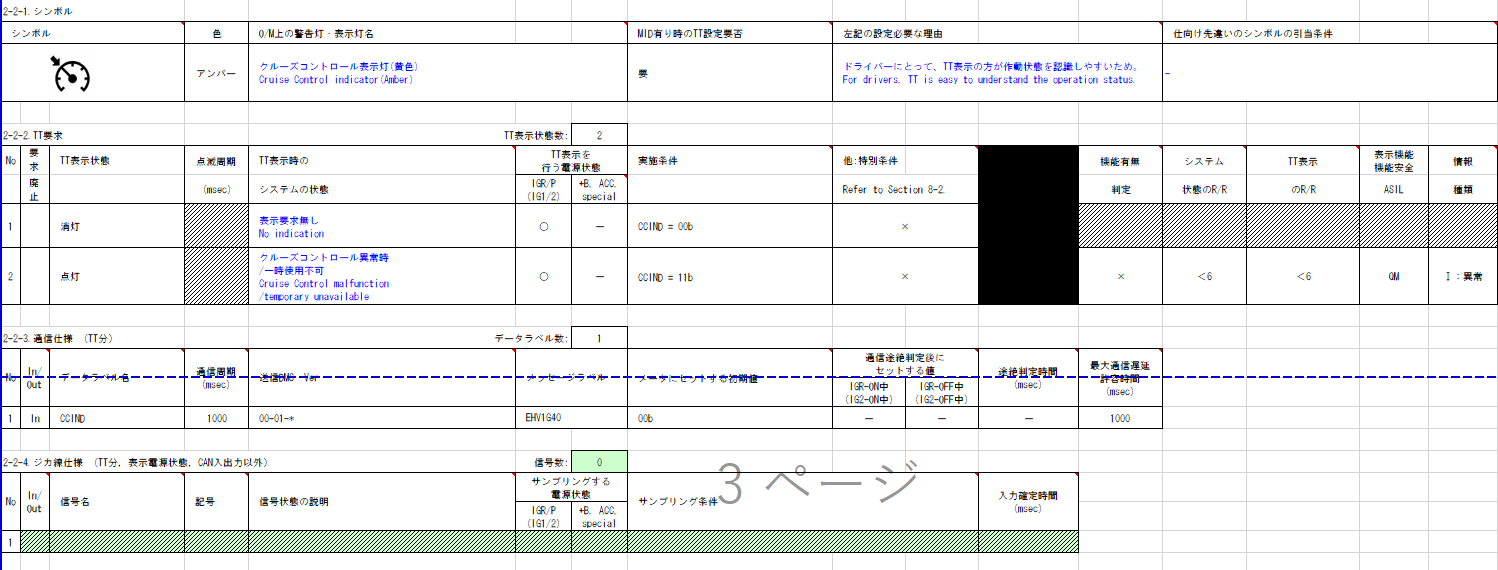 2-2-1.シンボル
シンボル 色 O/M上の警告灯・表示灯名 MID有り時のTT設定要否 左記の設定必要な理由 仕向け先違いのシンボルの引当条件
アンバー クルーズコントロール表示灯(黄色) 要 ドライバーにとって、TT表示の方が作動状態を認識しやすいため。 -
Cruise Control indicator(Amber) For drivers, TT is easy to understand the operation status.
2-2-2.TT要求 TT表示状態数: 2
No 要求 TT表示状態 点滅周期 TT表示時の TT表示を行う電源状態 実施条件 他:特別条件 機能有無 システム TT表示 表示機能 機能安全 情報
廃止 (msec) システムの状態 IGR/P (IG1/2) +B, ACC, special Refer to Section 8-2. 判定 状態のR/R のR/R ASIL 種類
1 消灯 表示要求無し ○ － CCIND = 00b ×
No indication
2 点灯 クルーズコントロール異常時 ○ － CCIND = 11b × × <6 <6 QM I：異常
/一時使用不可
Cruise Control malfunction
/temporary unavailable
2-2-3.通信仕様 (TT分) データラベル数: 1
No In/Out データラベル名 通信周期 (msec) 送信DMS Ver メッセージラベル メータにセットする初期値 通信途絶判定後にセットする値 途絶判定時間 (msec) 最大通信遅延許容時間 (msec)
IGR-ON中 (IG2-ON中) IGR-OFF中 (IG2-OFF中)
1 In CCIND 1000 00-01-* EHV1G40 00b － － － 1000
2-2-4.ジカ線仕様 (TT分, 表示電源状態, CAN入出力以外) 信号数: 0
No In/Out 信号名 記号 信号状態の説明 サンプリングする電源状態 サンプリング条件 入力確定時間 (msec)
IGR/P (IG1/2) +B, ACC, special
1
3 ページ